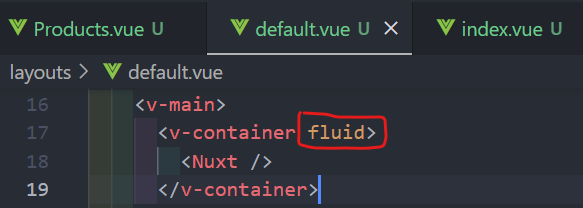 Products.vue U default.vue U × index.vue U
layouts > default.vue
16 <v-main>
17 <v-container fluid>
18 <Nuxt />
19 </v-container>